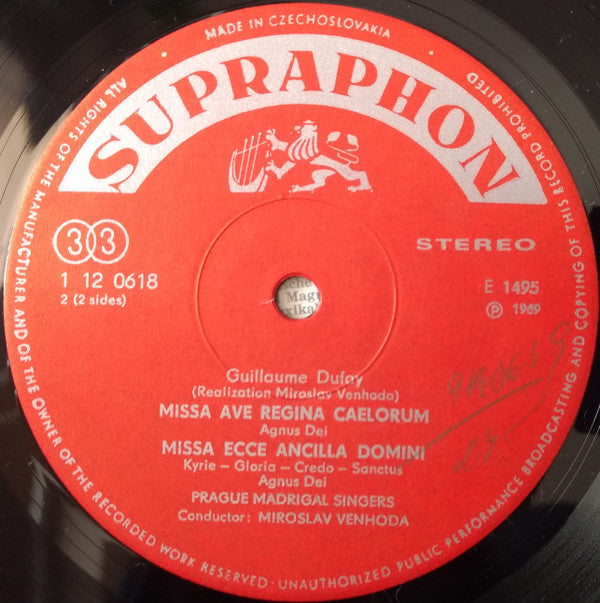 MADE IN CZECHOSLOVAKIA
ALL RIGHTS OF THE MANUFACTURER AND OF THE OWNER OF THE RECORDED WORK RESERVED · UNAUTHORIZED PUBLIC PERFORMANCE BROADCASTING AND COPYING OF THIS RECORD PROHIBITED
SUPRAPHON
33
STEREO
1 12 0618
2 (2 sides)
E 1495
℗ 1969
sche
Mag
xika
Guillaume Dufay
(Realization Miroslav Venhoda)
MISSA AVE REGINA CAELORUM
Agnus Dei
MISSA ECCE ANCILLA DOMINI
Kyrie – Gloria – Credo – Sanctus
Agnus Dei
PRAGUE MADRIGAL SINGERS
Conductor: MIROSLAV VENHODA